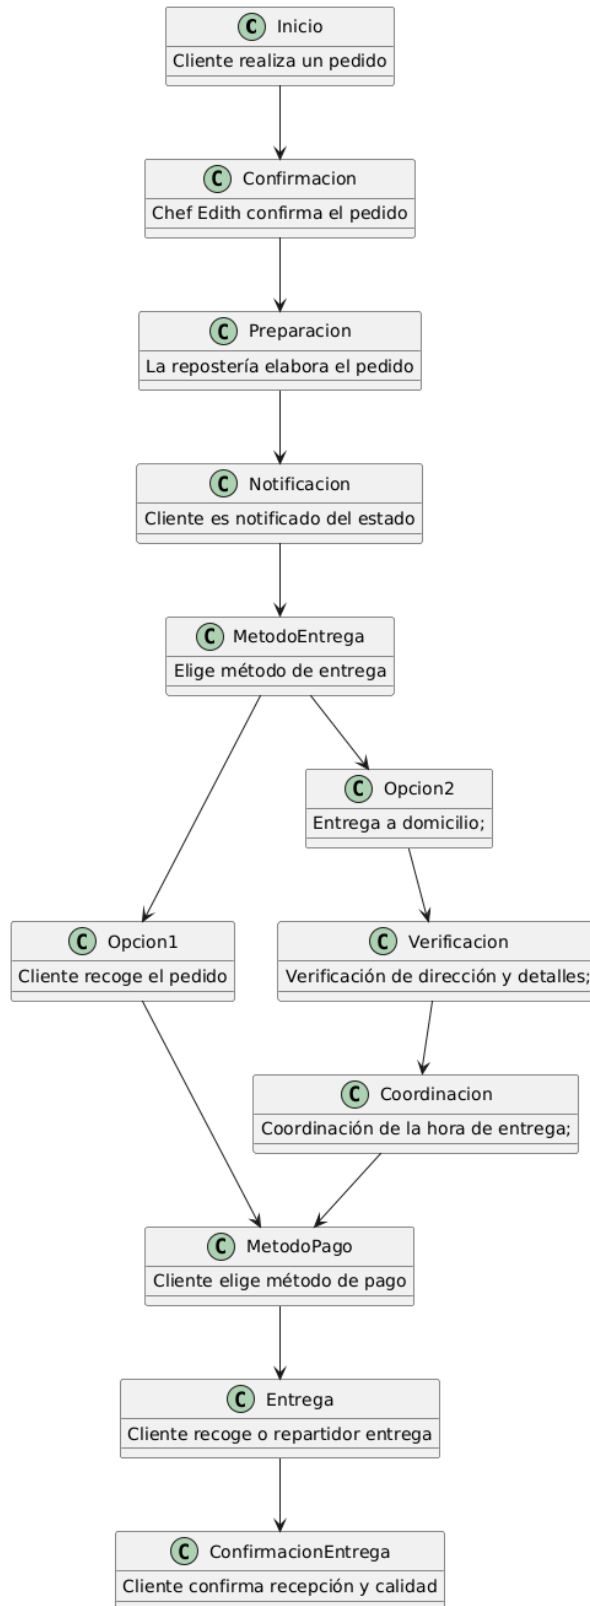 C Inicio
Cliente realiza un pedido
C Confirmacion
Chef Edith confirma el pedido
C Preparacion
La repostería elabora el pedido
C Notificacion
Cliente es notificado del estado
C MetodoEntrega
Elige método de entrega
C Opcion2
Entrega a domicilio;
C Opcion1
Cliente recoge el pedido
C Verificacion
Verificación de dirección y detalles;
C Coordinacion
Coordinación de la hora de entrega;
C MetodoPago
Cliente elige método de pago
C Entrega
Cliente recoge o repartidor entrega
C ConfirmacionEntrega
Cliente confirma recepción y calidad